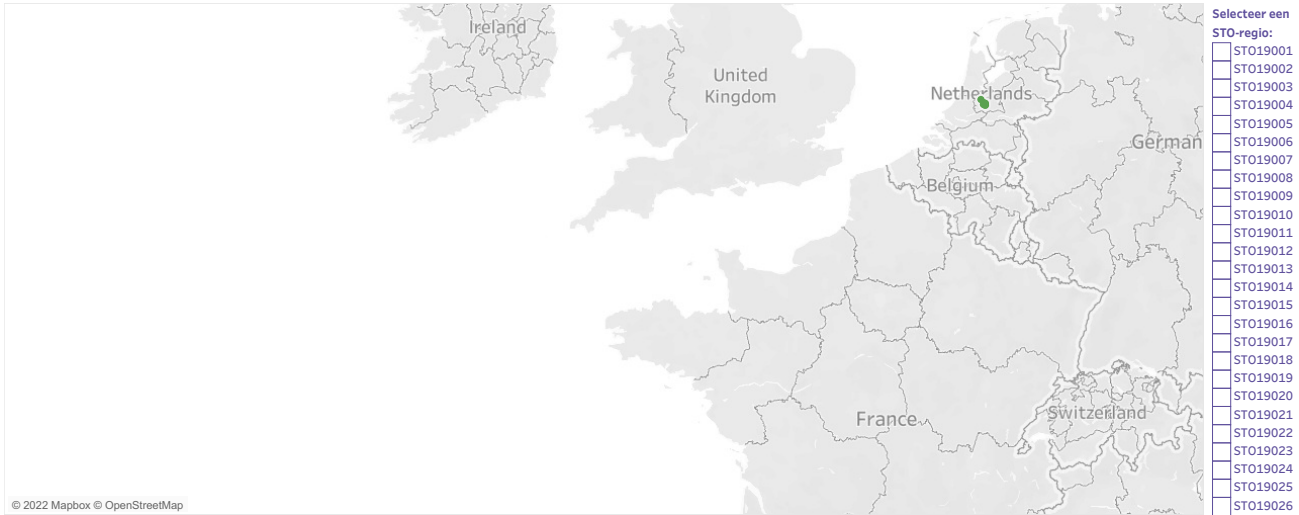 Ireland
United
Kingdom
Netherlands
German
Belgium
France
Switzerland
© 2022 Mapbox © OpenStreetMap
Selecteer een
STO-regio:
STO19001
STO19002
STO19003
STO19004
STO19005
STO19006
STO19007
STO19008
STO19009
STO19010
STO19011
STO19012
STO19013
STO19014
STO19015
STO19016
STO19017
STO19018
STO19019
STO19020
STO19021
STO19022
STO19023
STO19024
STO19025
STO19026